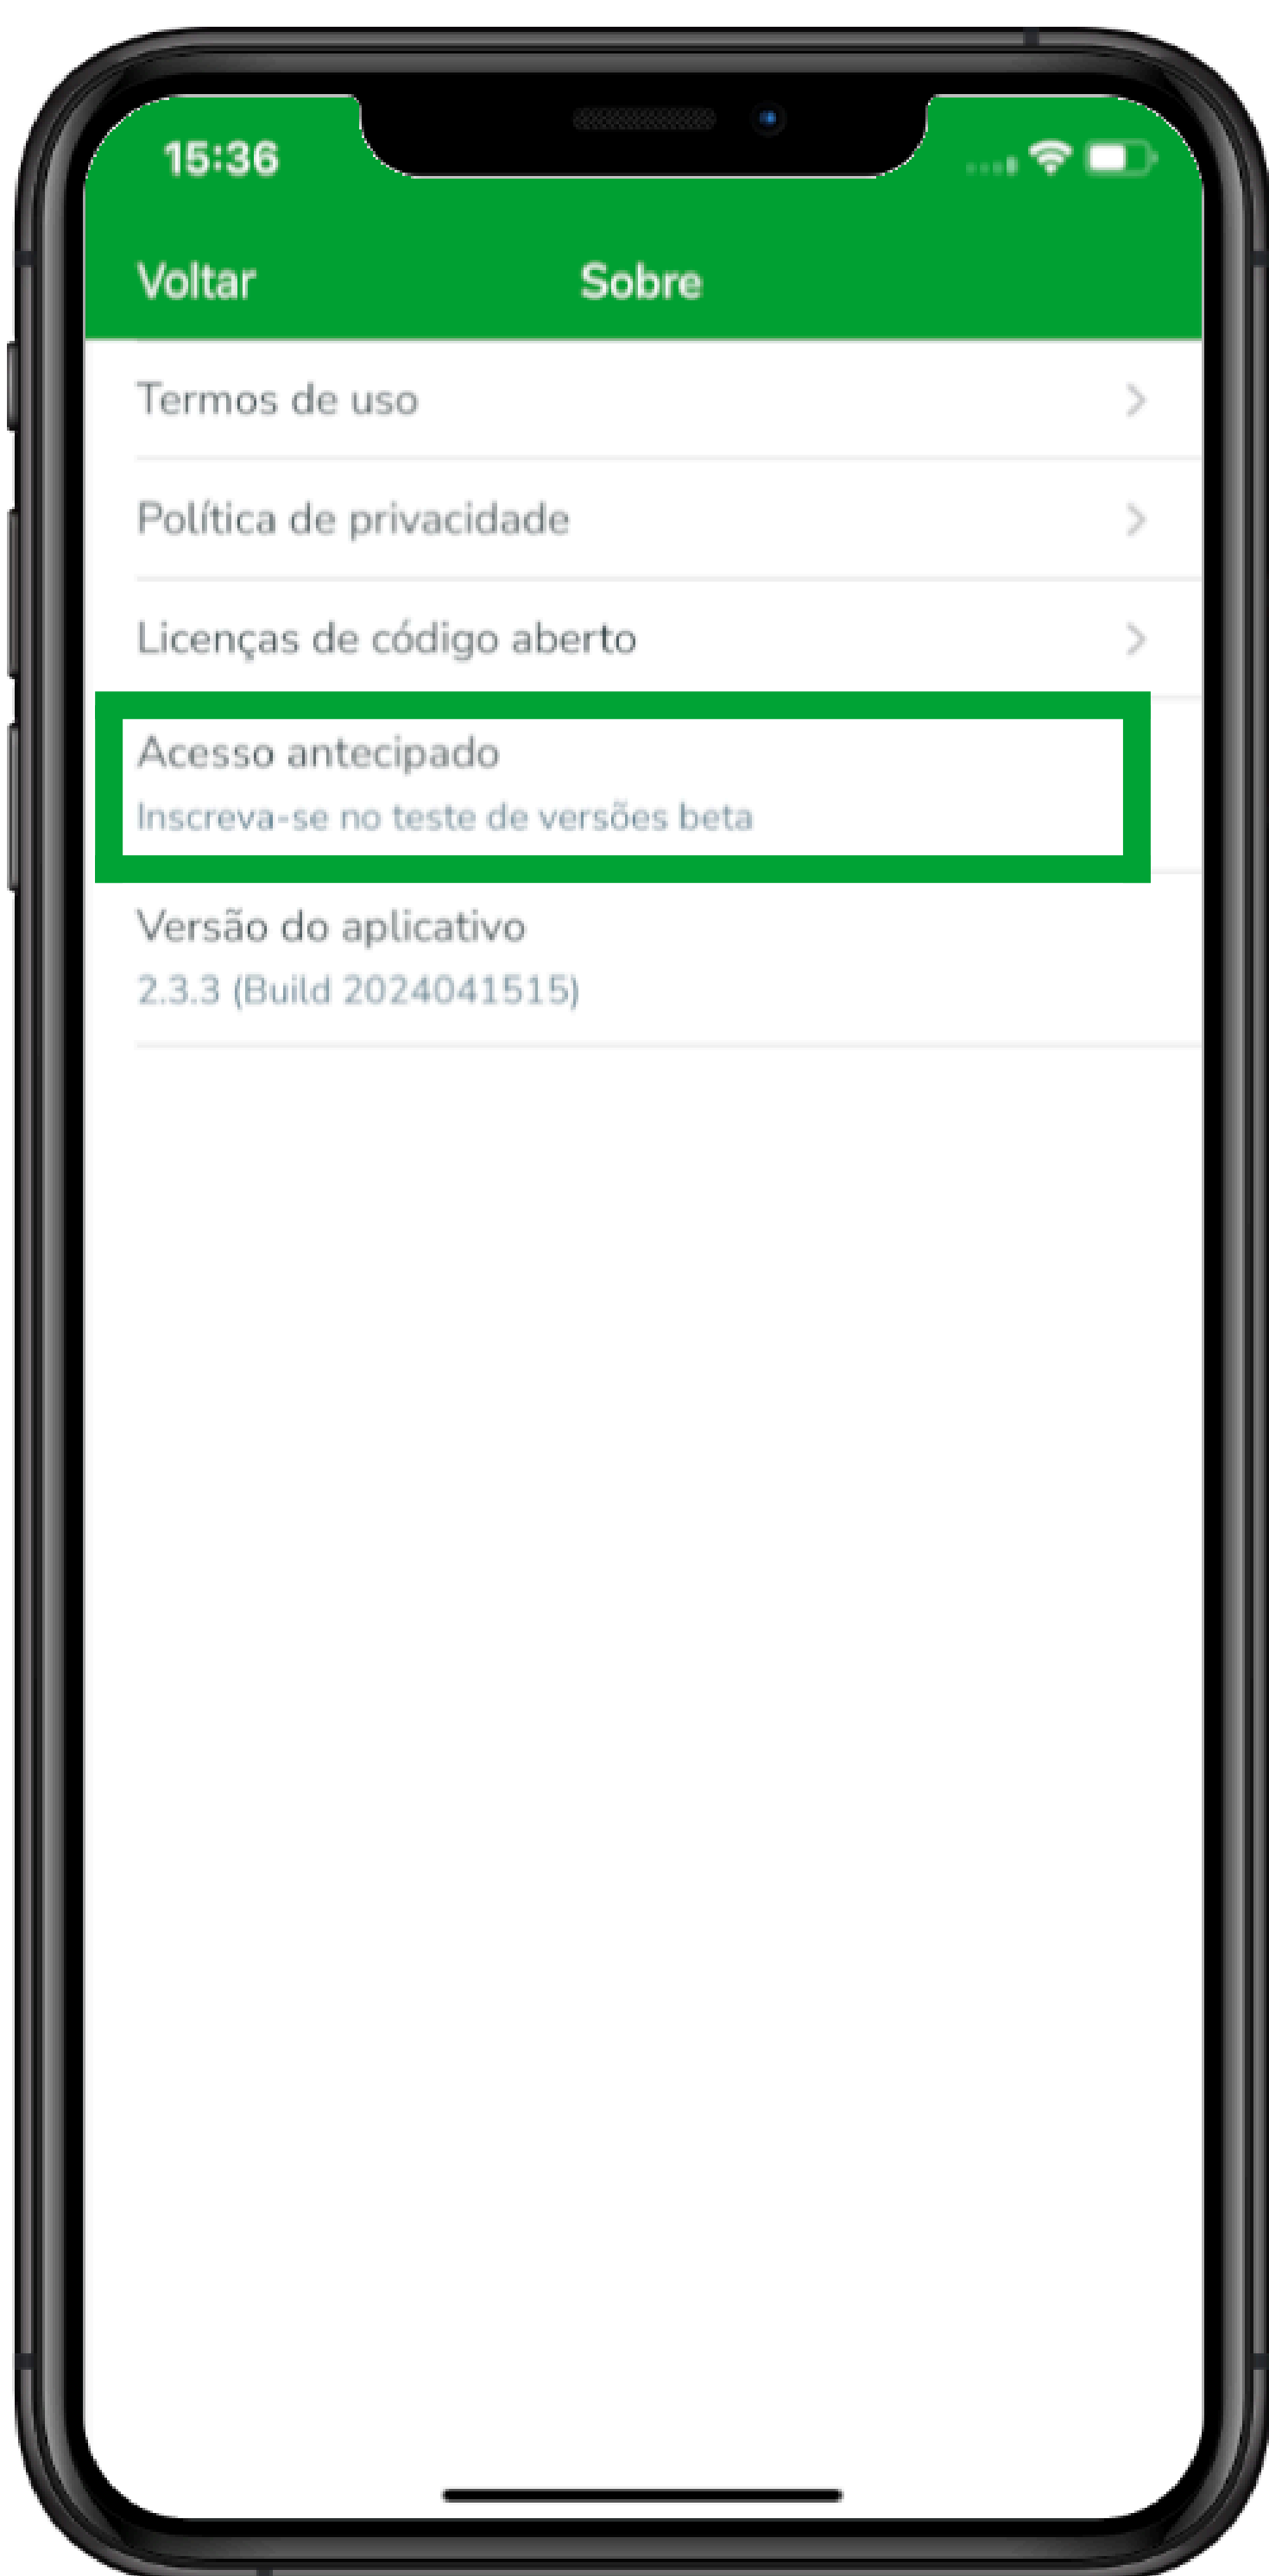 15:36
Voltar
Sobre
Termos de uso
Política de privacidade
Licenças de código aberto
Acesso antecipado
Inscreva-se no teste de versões beta
Versão do aplicativo
2.3.3 (Build 2024041515)